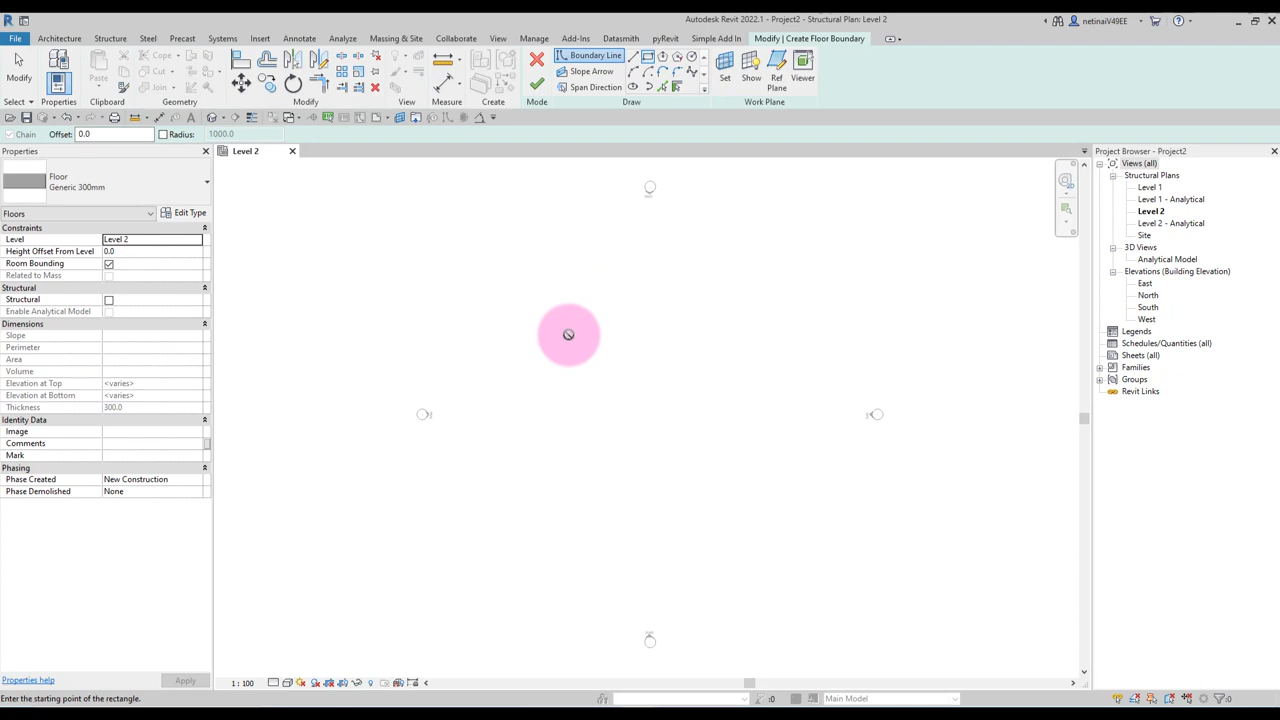 Autodesk Revit 2022.1 - Project2 - Structural Plan: Level 2
netinaiV49EE
File Architecture Structure Steel Precast Systems Insert Annotate Analyze Massing & Site Collaborate View Manage Add-Ins Datasmith pyRevit Simple Add In Modify | Create Floor Boundary
Modify
Paste
Cope
Cut
Join
Boundary Line
Slope Arrow
Span Direction
Set
Show
Ref Plane
Viewer
Select Properties Clipboard Geometry Modify View Measure Create Mode Draw Work Plane
Chain Offset: 0.0 Radius: 1000.0
Properties
Level 2
Project Browser - Project2
Floor
Generic 300mm
Floors Edit Type
Constraints
Level Level 2
Height Offset From Level 0.0
Room Bounding
Related to Mass
Structural
Structural
Enable Analytical Model
Dimensions
Slope
Perimeter
Area
Volume
Elevation at Top <varies>
Elevation at Bottom <varies>
Thickness 300.0
Identity Data
Image
Comments
Mark
Phasing
Phase Created New Construction
Phase Demolished None
Views (all)
Structural Plans
Level 1
Level 1 - Analytical
Level 2
Level 2 - Analytical
Site
3D Views
Analytical Model
Elevations (Building Elevation)
East
North
South
West
Legends
Schedules/Quantities (all)
Sheets (all)
Families
Groups
Revit Links
Properties help Apply
1 : 100
Enter the starting point of the rectangle.
:0
Main Model
:0